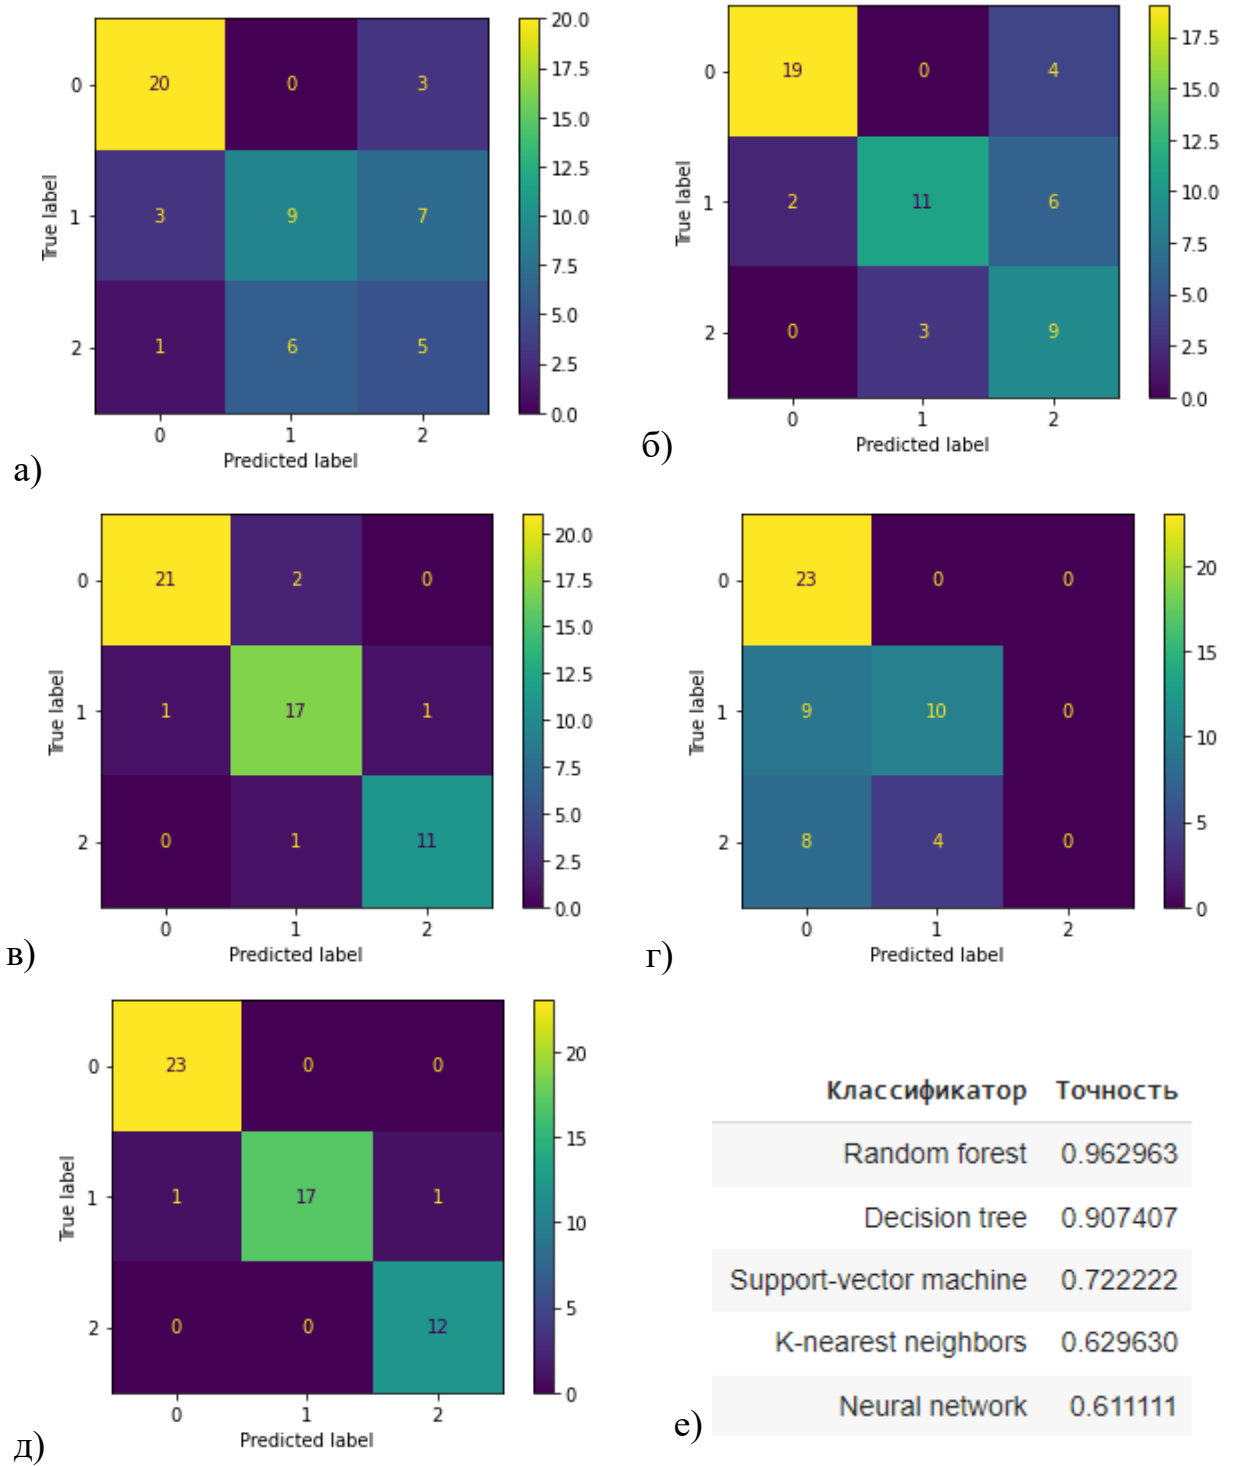 20.0
17.5
15.0
12.5
10.0
7.5
5.0
2.5
0.0
0
1
2
True label
20 0 3
3 9 7
1 6 5
0 1 2
Predicted label
а)
17.5
15.0
12.5
10.0
7.5
5.0
2.5
0.0
0
1
2
True label
19 0 4
2 11 6
0 3 9
0 1 2
Predicted label
б)
20.0
17.5
15.0
12.5
10.0
7.5
5.0
2.5
0.0
0
1
2
True label
21 2 0
1 17 1
0 1 11
0 1 2
Predicted label
в)
20
15
10
5
0
0
1
2
True label
23 0 0
9 10 0
8 4 0
0 1 2
Predicted label
г)
20
15
10
5
0
0
1
2
True label
23 0 0
1 17 1
0 0 12
0 1 2
Predicted label
д)
Классификатор Точность
Random forest 0.962963
Decision tree 0.907407
Support-vector machine 0.722222
K-nearest neighbors 0.629630
Neural network 0.611111
е)